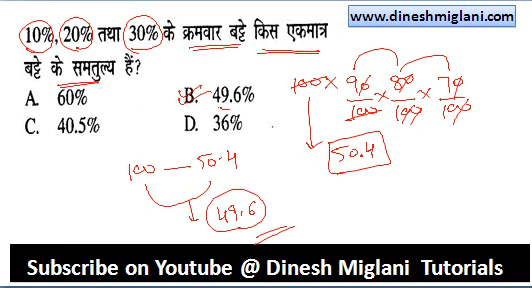 www.dineshmiglani.com
10%, 20% तथा 30% के क्रमवार बट्टे किस एकमात्र
बट्टे के समतुल्य हैं?
A. 60% B. 49.6%
C. 40.5% D. 36%
100 × 90/100 × 80/100 × 70/100
50.4
100 — 50.4
49.6
Subscribe on Youtube @ Dinesh Miglani Tutorials